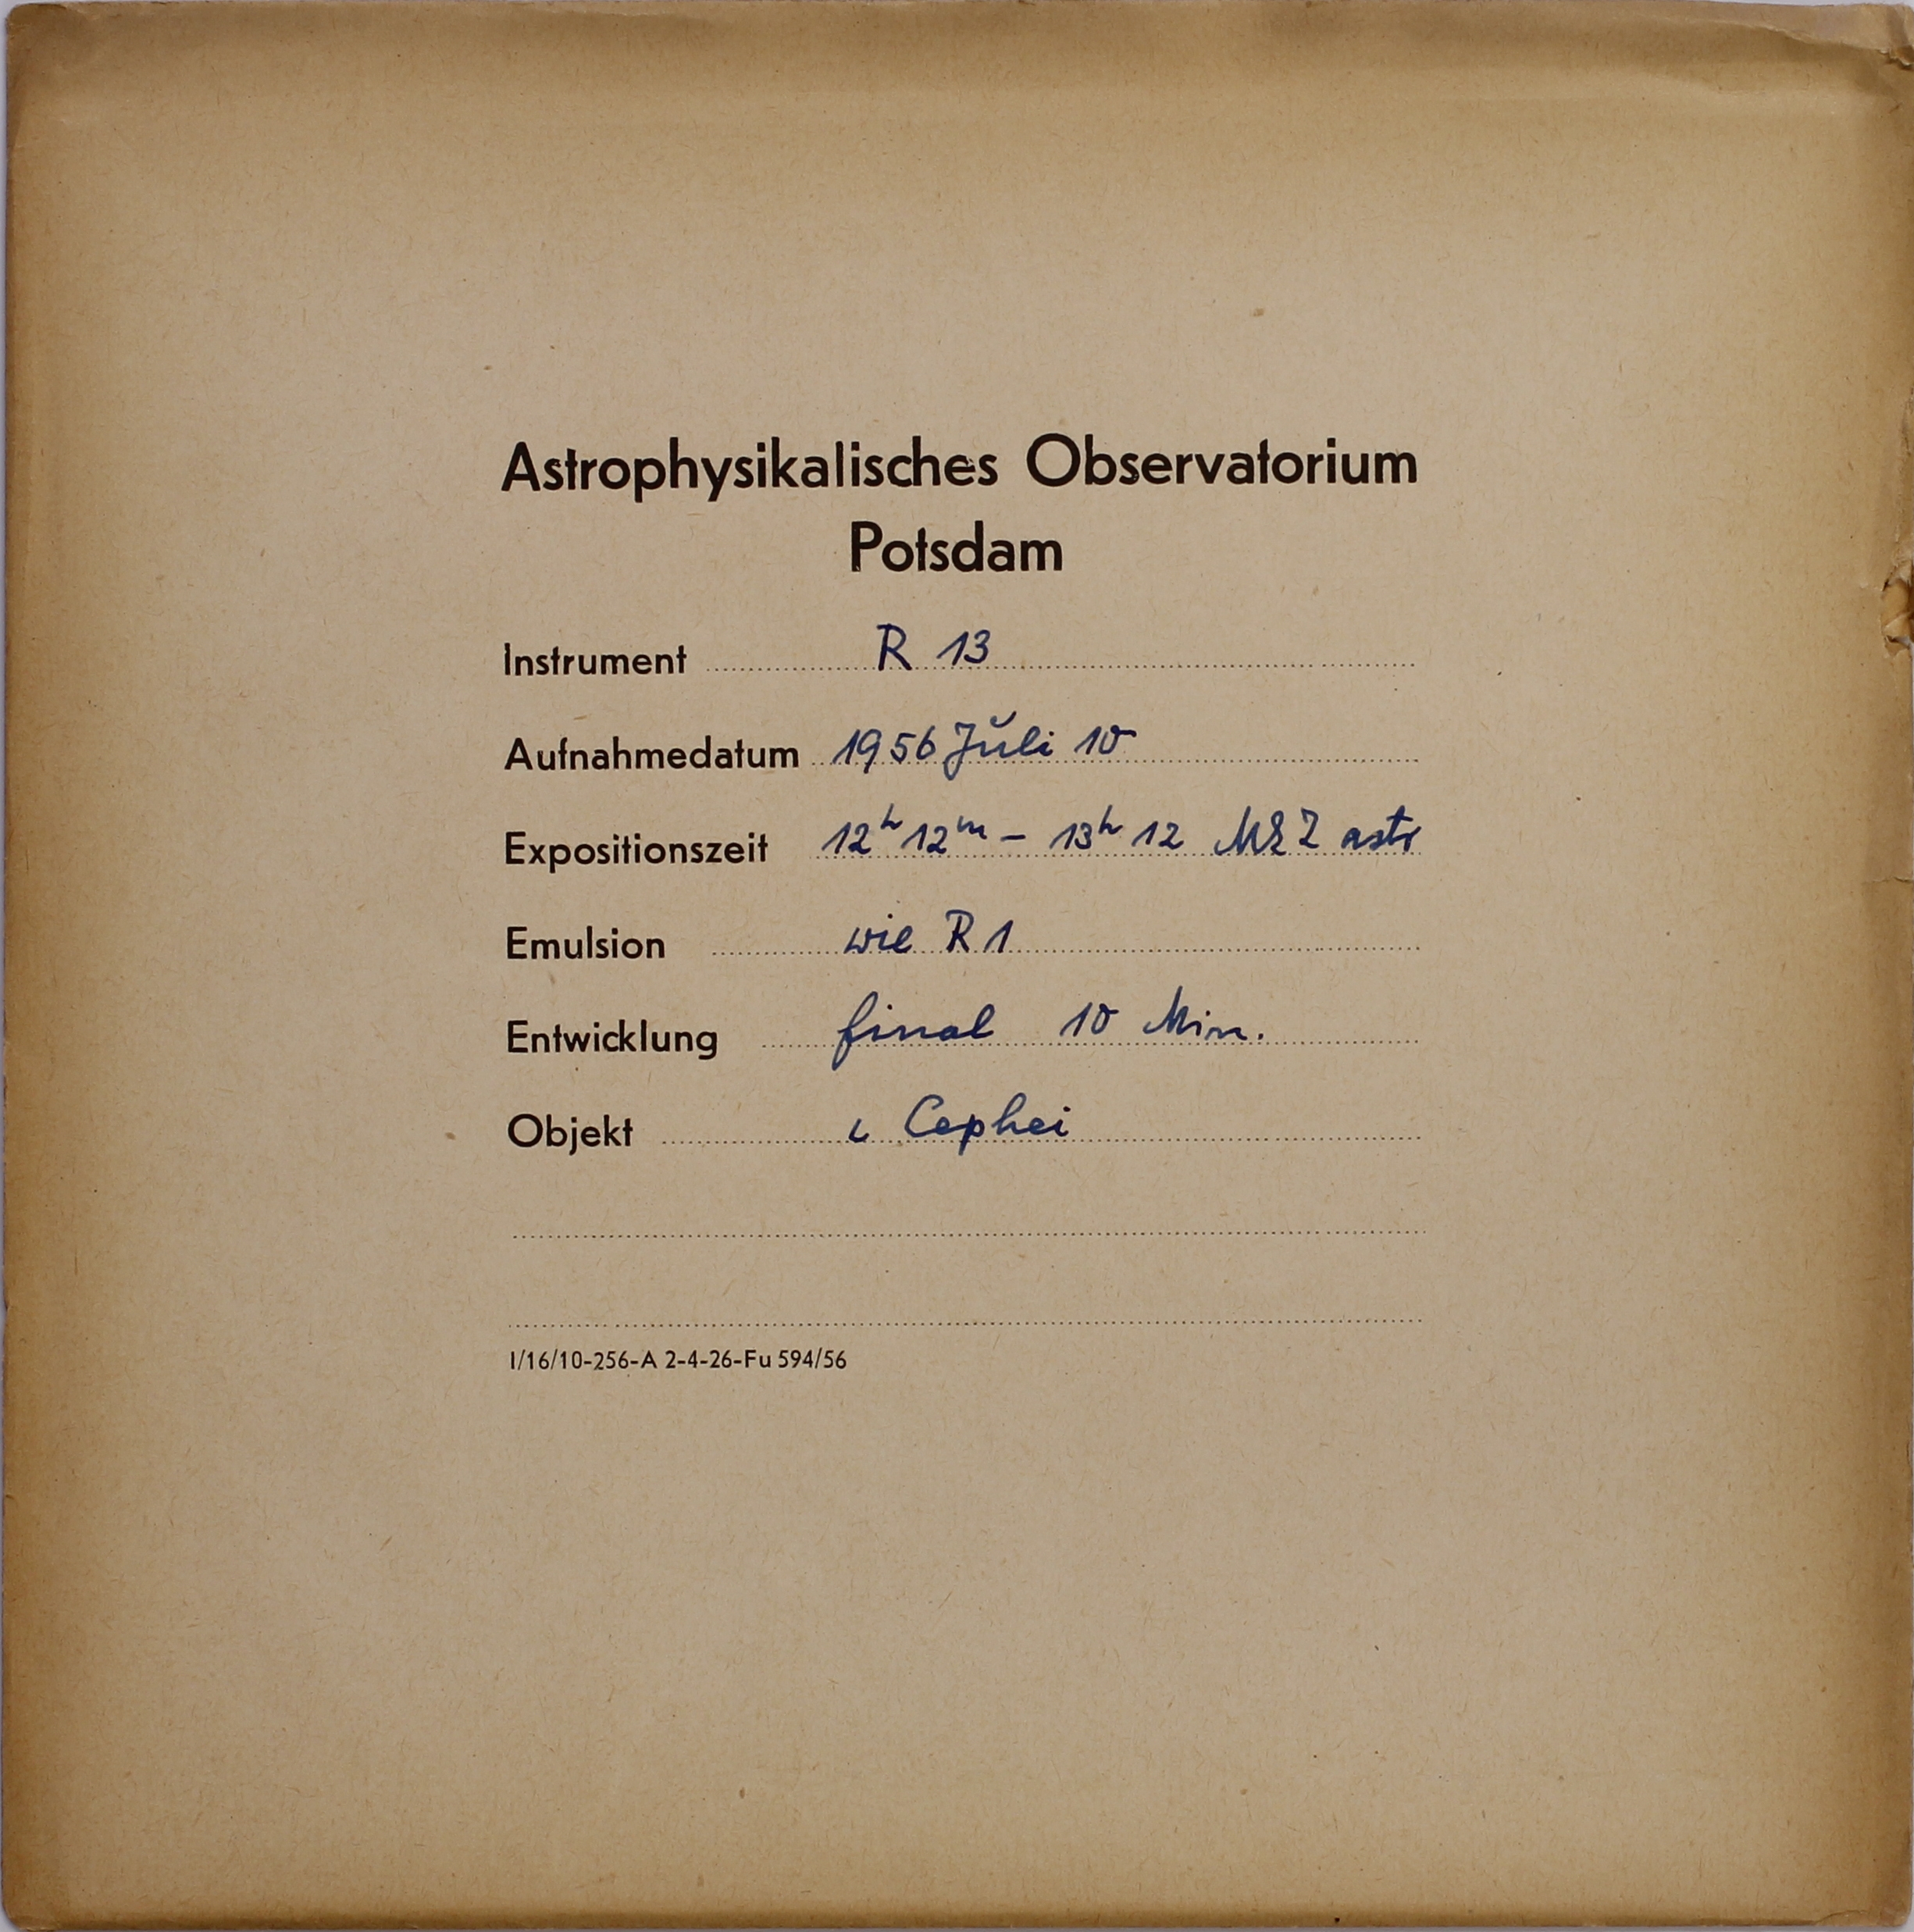 Astrophysikalisches Observatorium
Potsdam
Instrument R 13
Aufnahmedatum 1956 Juli 10
Expositionszeit 12h 12m – 13h 12 MEZ astr
Emulsion wie R 1
Entwicklung final 10 Min.
Objekt ι Cephei
I/16/10-256-A 2-4-26-Fu 594/56